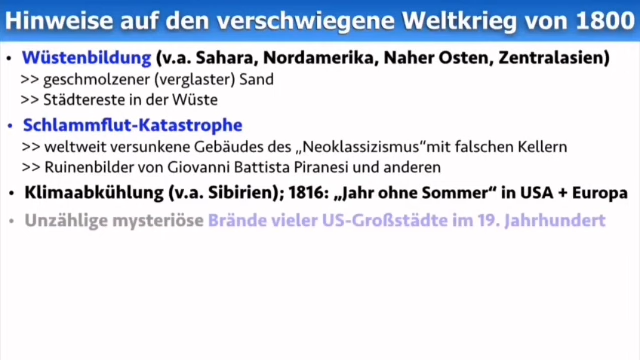 Hinweise auf den verschwiegene Weltkrieg von 1800
• Wüstenbildung (v.a. Sahara, Nordamerika, Naher Osten, Zentralasien)
>> geschmolzener (verglaster) Sand
>> Städtereste in der Wüste
• Schlammflut-Katastrophe
>> weltweit versunkene Gebäudes des „Neoklassizismus“mit falschen Kellern
>> Ruinenbilder von Giovanni Battista Piranesi und anderen
• Klimaabkühlung (v.a. Sibirien); 1816: „Jahr ohne Sommer“ in USA + Europa
• Unzählige mysteriöse Brände vieler US-Großstädte im 19. Jahrhundert